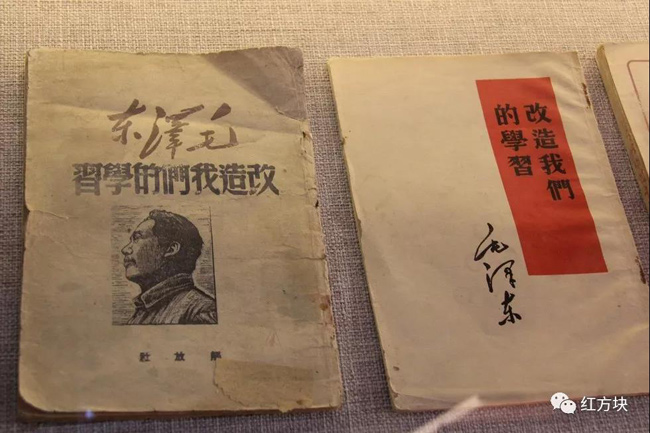 毛澤东
改造我們的學習
解放社
改造我們
的學習
毛泽东
红方块